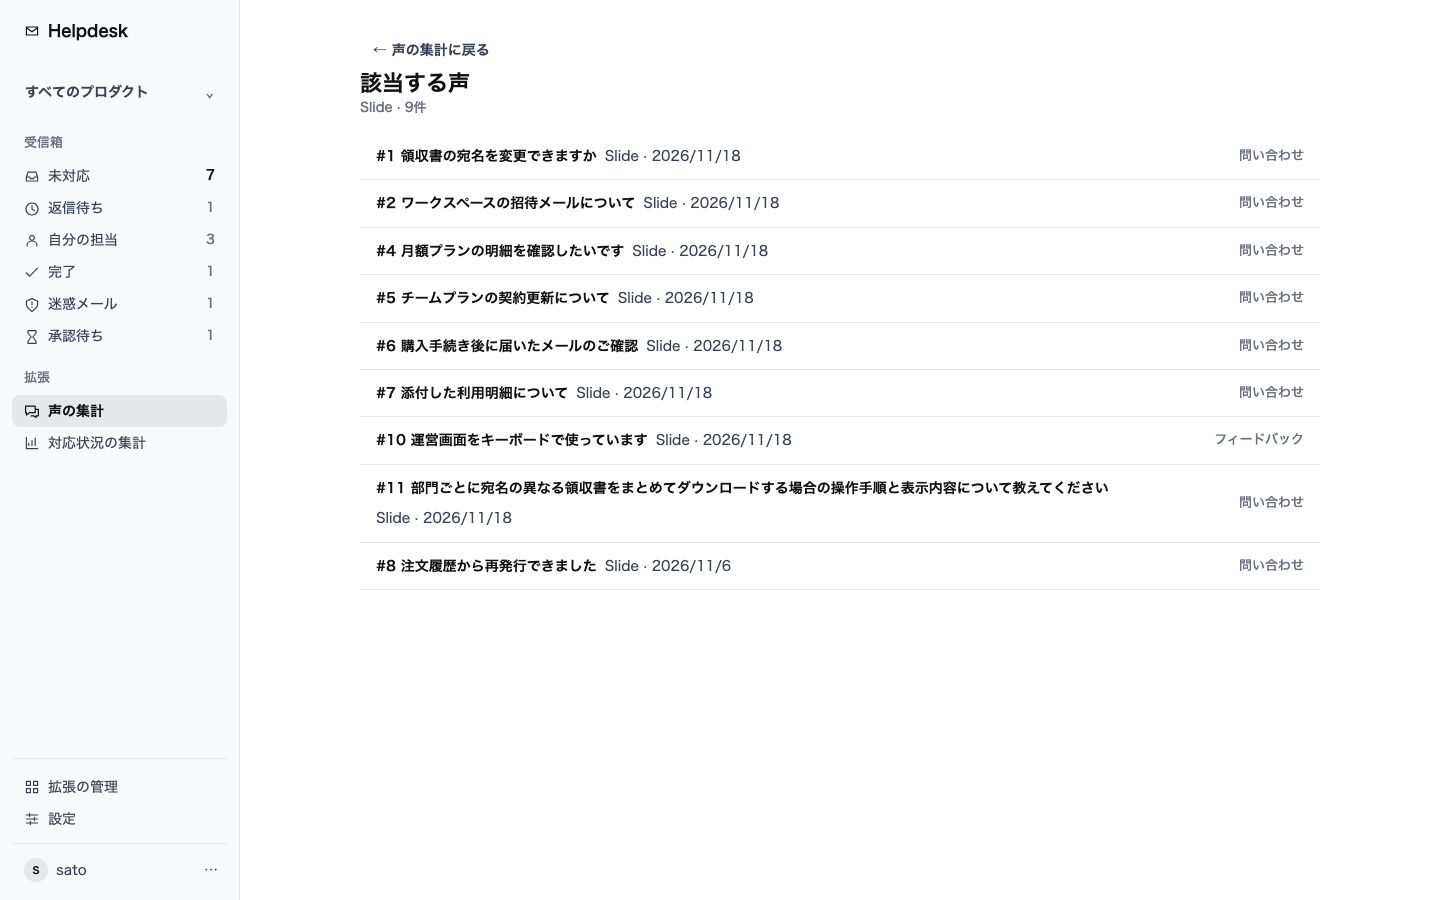 Helpdesk
すべてのプロダクト
受信箱
未対応 7
返信待ち 1
自分の担当 3
完了 1
迷惑メール 1
承認待ち 1
拡張
声の集計
対応状況の集計
拡張の管理
設定
S sato …
← 声の集計に戻る
該当する声
Slide · 9件
#1 領収書の宛名を変更できますか Slide · 2026/11/18 問い合わせ
#2 ワークスペースの招待メールについて Slide · 2026/11/18 問い合わせ
#4 月額プランの明細を確認したいです Slide · 2026/11/18 問い合わせ
#5 チームプランの契約更新について Slide · 2026/11/18 問い合わせ
#6 購入手続き後に届いたメールのご確認 Slide · 2026/11/18 問い合わせ
#7 添付した利用明細について Slide · 2026/11/18 問い合わせ
#10 運営画面をキーボードで使っています Slide · 2026/11/18 フィードバック
#11 部門ごとに宛名の異なる領収書をまとめてダウンロードする場合の操作手順と表示内容について教えてください
Slide · 2026/11/18 問い合わせ
#8 注文履歴から再発行できました Slide · 2026/11/6 問い合わせ